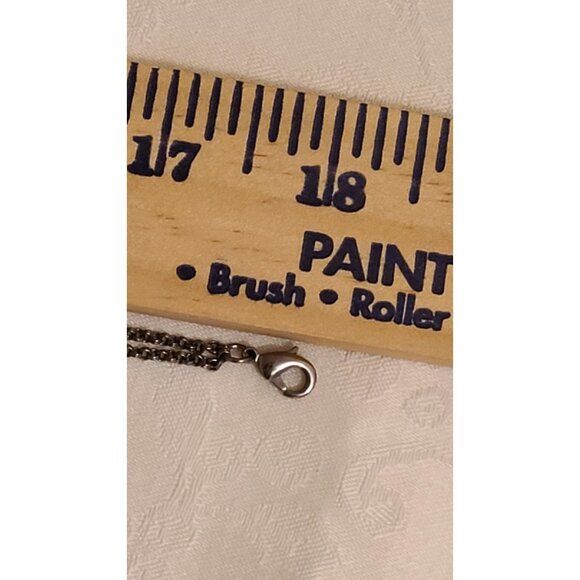 17 18
PAINT
• Brush • Roller